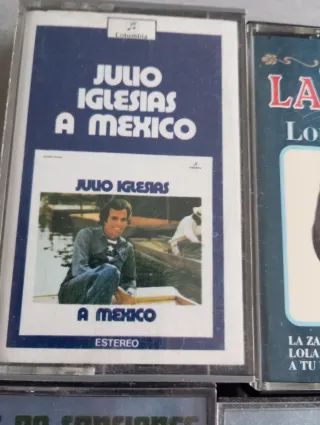 Columbia
JULIO
IGLESIAS
A MEXICO
JULIO IGLESIAS
A MEXICO
ESTEREO
LA
LO
LA ZA
LOLA
A TU